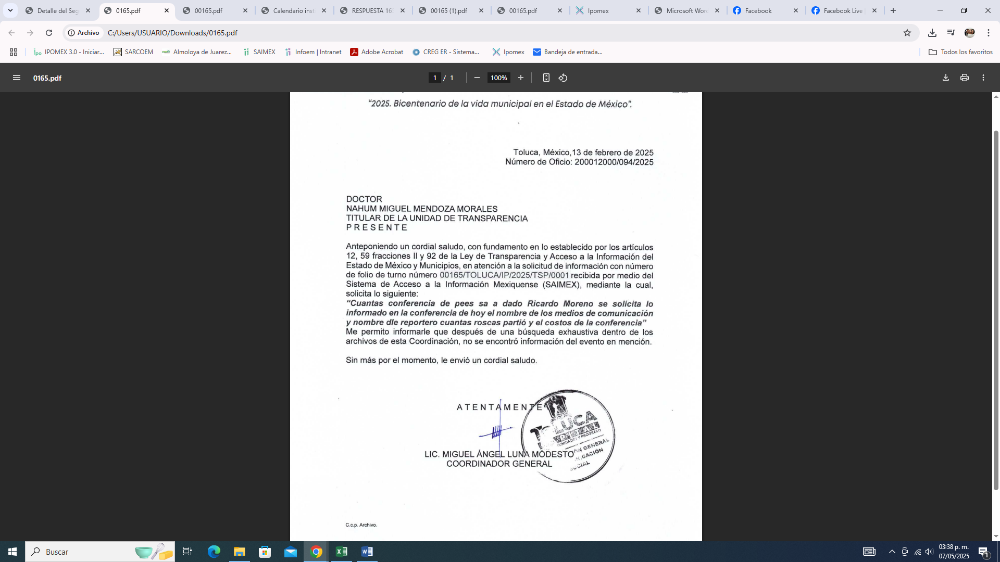 Detalle del Seg
0165.pdf
00165.pdf
Calendario inst
RESPUESTA 16
00165 (1).pdf
00165.pdf
Ipomex
Microsoft Word
Facebook
Facebook Live
Archivo
C:/Users/USUARIO/Downloads/0165.pdf
IPOMEX 3.0 - Iniciar...
SARCOEM
Almoloya de Juarez...
SAIMEX
Infoem | Intranet
Adobe Acrobat
CREG ER - Sistema...
Ipomex
Bandeja de entrada...
Todos los favoritos
0165.pdf
1 / 1
100%
“2025. Bicentenario de la vida municipal en el Estado de México”.
Toluca, México,13 de febrero de 2025
Número de Oficio: 200012000/094/2025
DOCTOR
NAHUM MIGUEL MENDOZA MORALES
TITULAR DE LA UNIDAD DE TRANSPARENCIA
P R E S E N T E
Anteponiendo un cordial saludo, con fundamento en lo establecido por los artículos
12, 59 fracciones II y 92 de la Ley de Transparencia y Acceso a la Información del
Estado de México y Municipios, en atención a la solicitud de información con número
de folio de turno número 00165/TOLUCA/IP/2025/TSP/0001 recibida por medio del
Sistema de Acceso a la Información Mexiquense (SAIMEX), mediante la cual,
solicita lo siguiente:
“Cuantas conferencia de pees sa a dado Ricardo Moreno se solicita lo
informado en la conferencia de hoy el nombre de los medios de comunicación
y nombre dle reportero cuantas roscas partió y el costos de la conferencia”
Me permito informarle que después de una búsqueda exhaustiva dentro de los
archivos de esta Coordinación, no se encontró información del evento en mención.
Sin más por el momento, le envió un cordial saludo.
A T E N T A M E N T E
TOLUCA
GENERAL
SOCIAL
LIC. MIGUEL ÁNGEL LUNA MODESTO
COORDINADOR GENERAL
C.c.p. Archivo.
Buscar
03:38 p. m.
07/05/2025
1